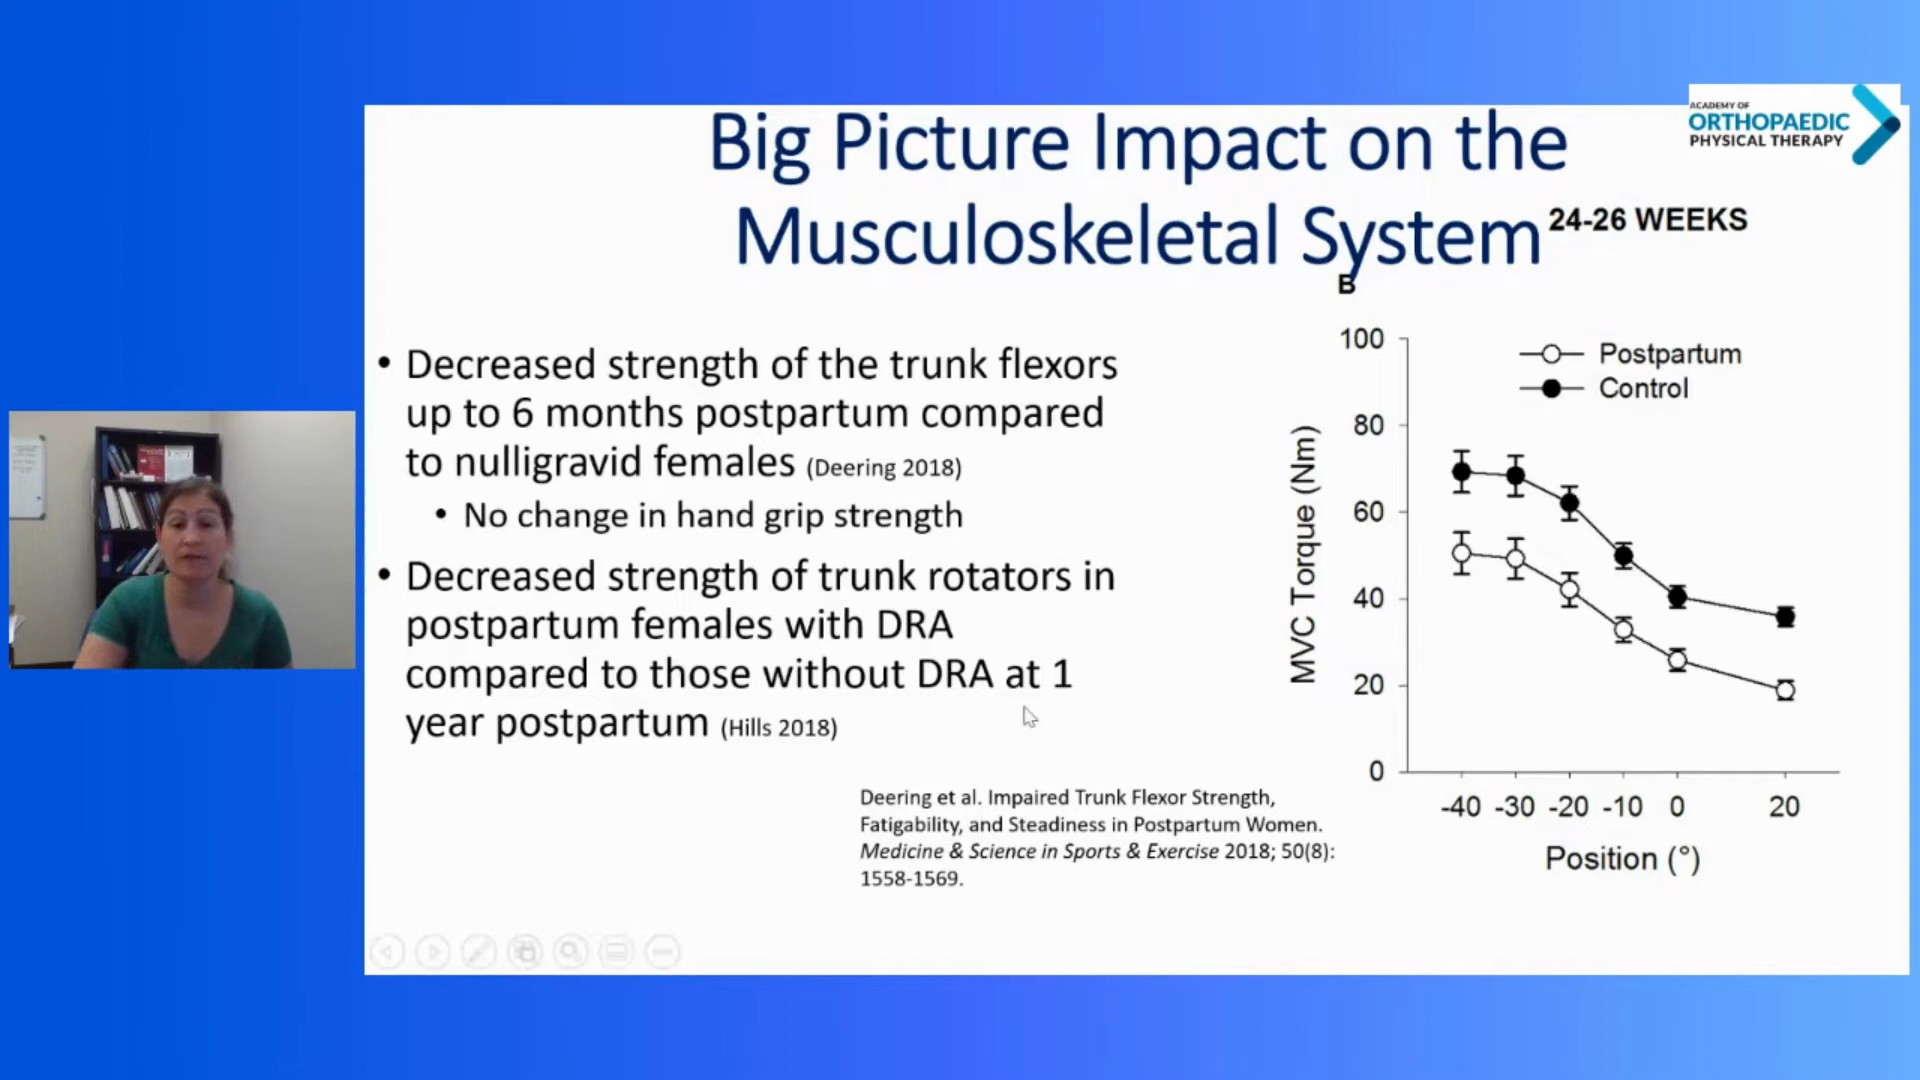 Big Picture Impact on the
Musculoskeletal System
ACADEMY OF
ORTHOPAEDIC
PHYSICAL THERAPY
24-26 WEEKS
• Decreased strength of the trunk flexors
up to 6 months postpartum compared
to nulligravid females (Deering 2018)
• No change in hand grip strength
• Decreased strength of trunk rotators in
postpartum females with DRA
compared to those without DRA at 1
year postpartum (Hills 2018)
B
Postpartum
Control
MVC Torque (Nm)
100
80
60
40
20
0
-40 -30 -20 -10 0 20
Position (°)
Deering et al. Impaired Trunk Flexor Strength,
Fatigability, and Steadiness in Postpartum Women.
Medicine & Science in Sports & Exercise 2018; 50(8):
1558-1569.